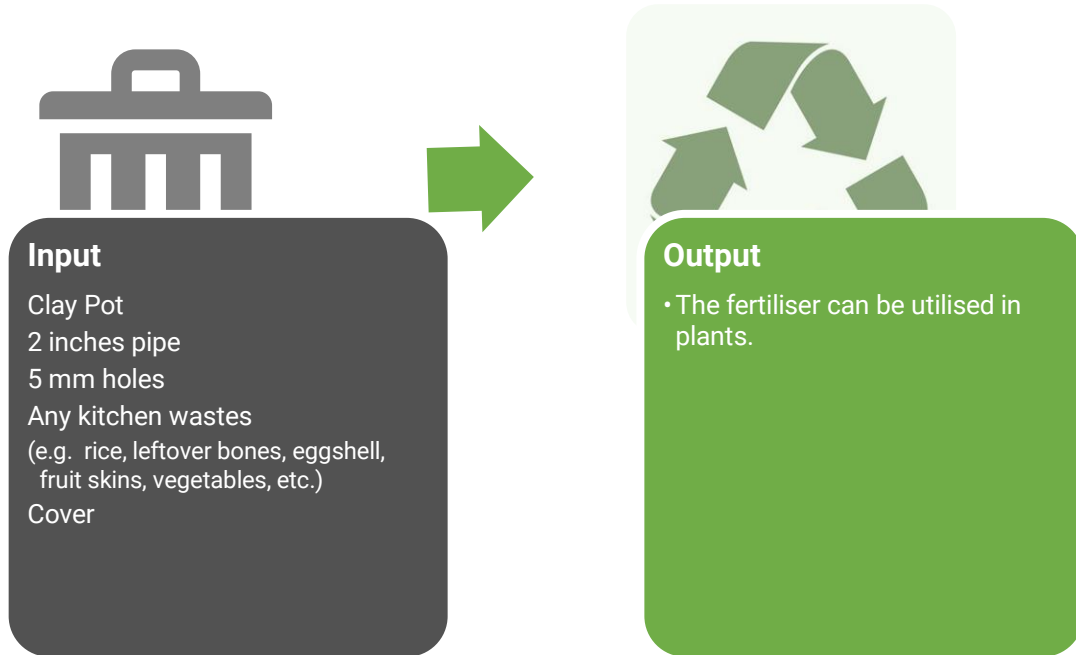 Input
Clay Pot
2 inches pipe
5 mm holes
Any kitchen wastes
(e.g. rice, leftover bones, eggshell,
fruit skins, vegetables, etc.)
Cover
Output
• The fertiliser can be utilised in
plants.